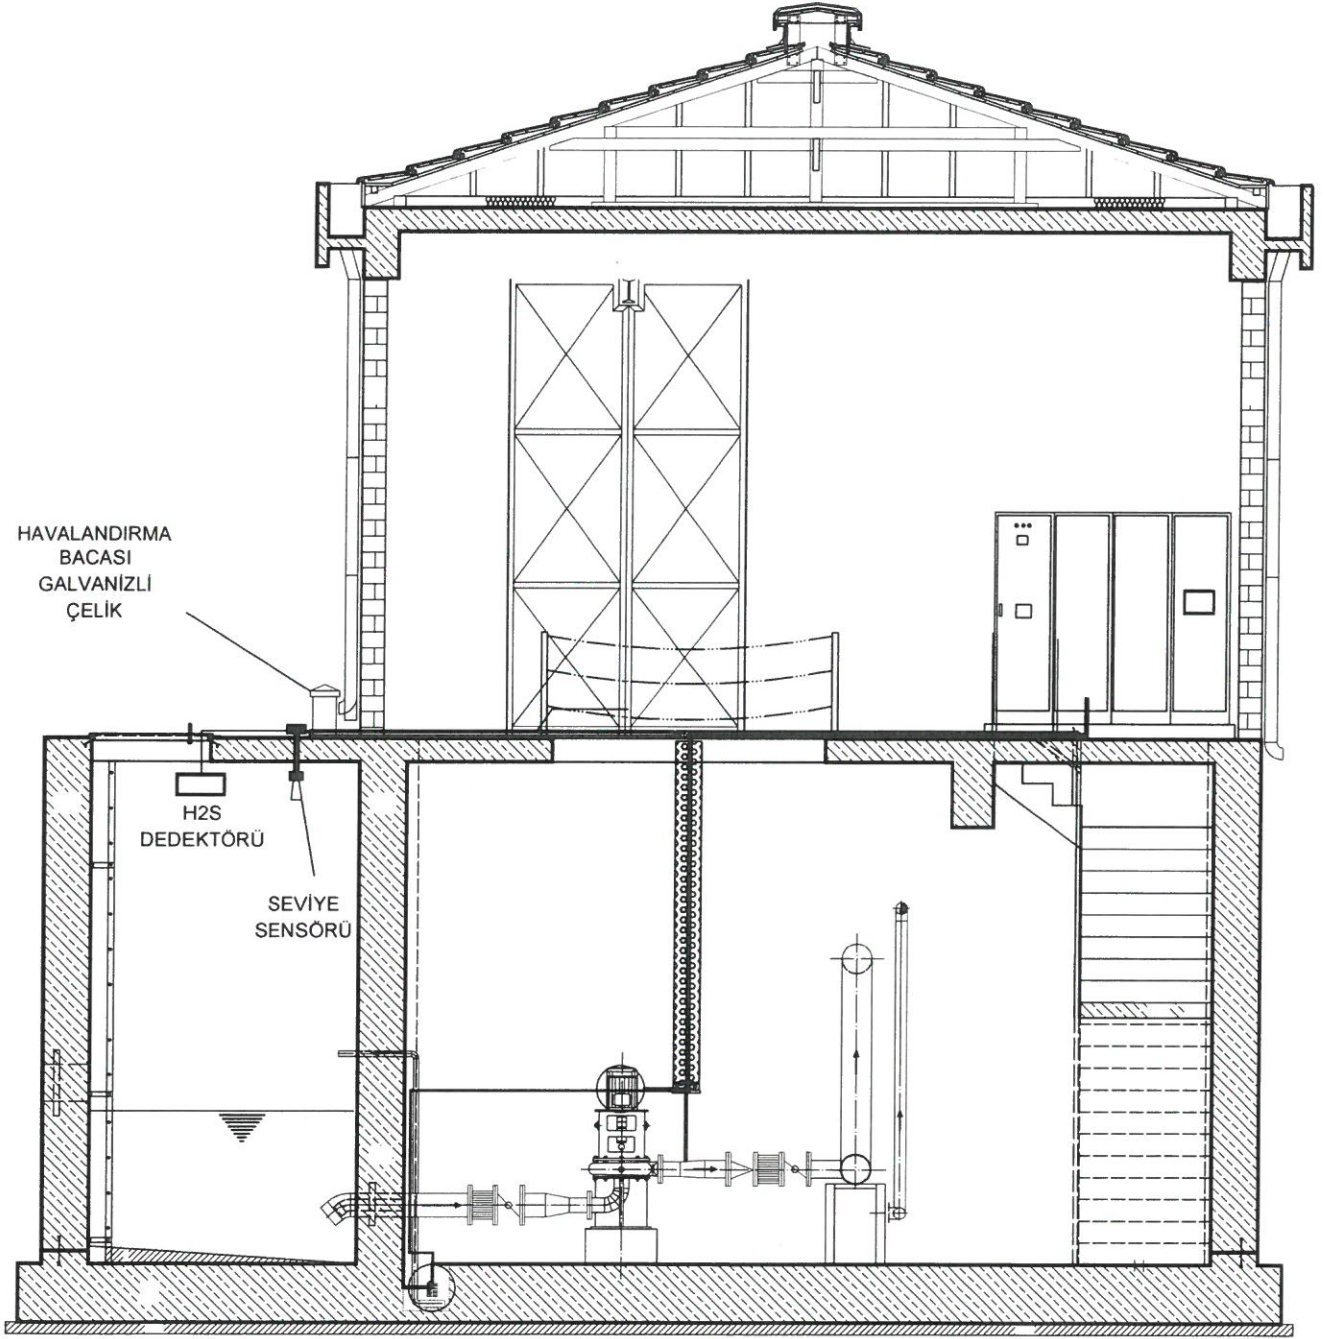 HAVALANDIRMA
BACASI
GALVANİZLİ
ÇELİK
H2S
DEDEKTÖRÜ
SEVİYE
SENSÖRÜ